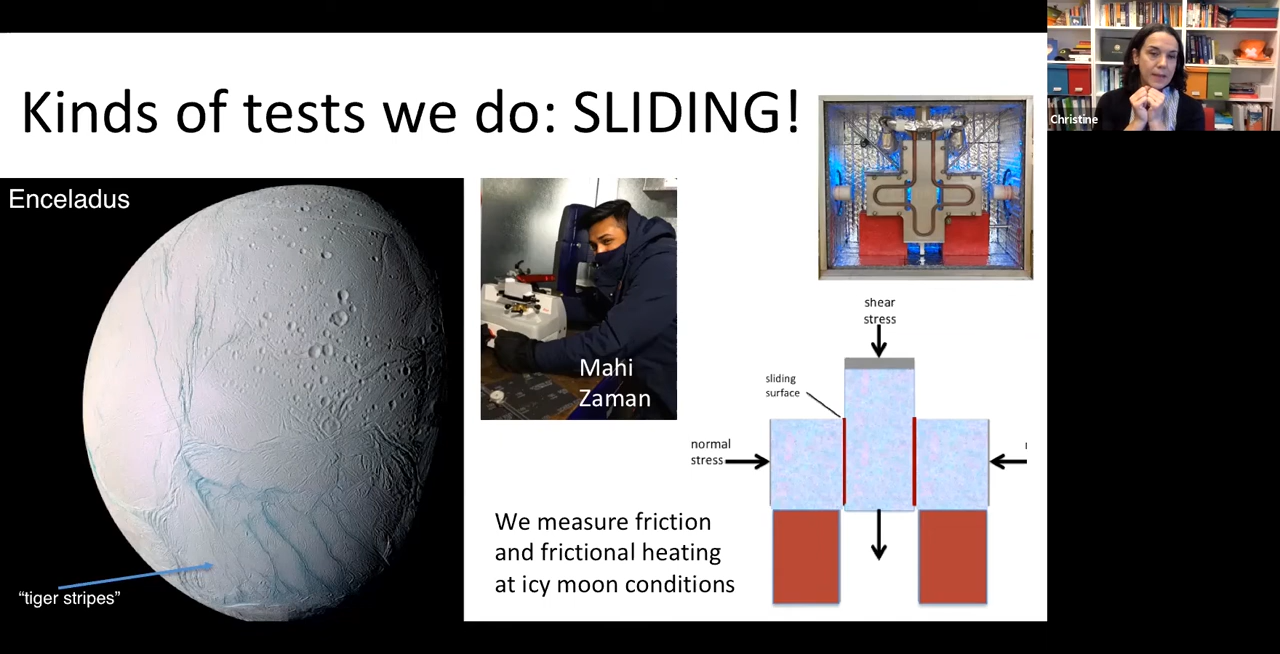 Kinds of tests we do: SLIDING!
Christine
Enceladus
Mahi
Zaman
"tiger stripes"
shear
stress
sliding
surface
normal
stress
We measure friction
and frictional heating
at icy moon conditions